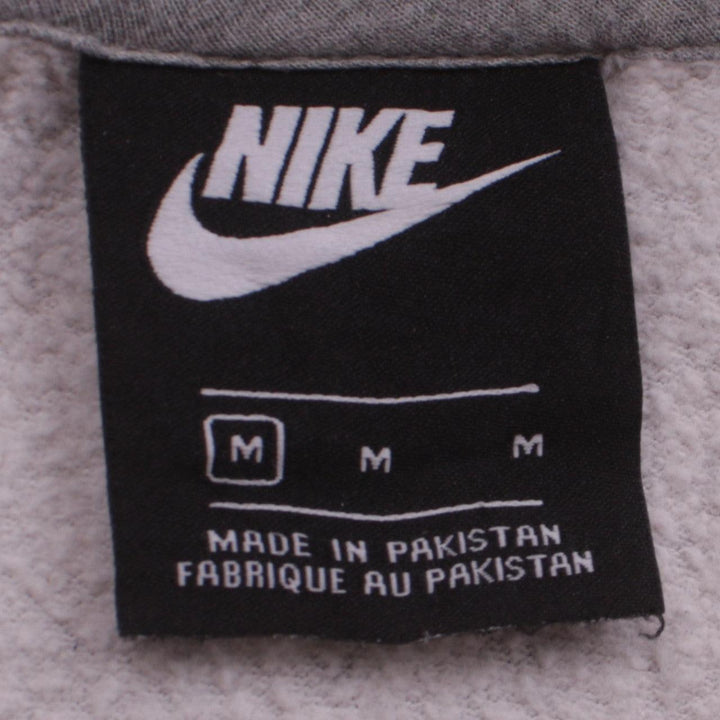 NIKE
M M M
MADE IN PAKISTAN
FABRIQUE AU PAKISTAN